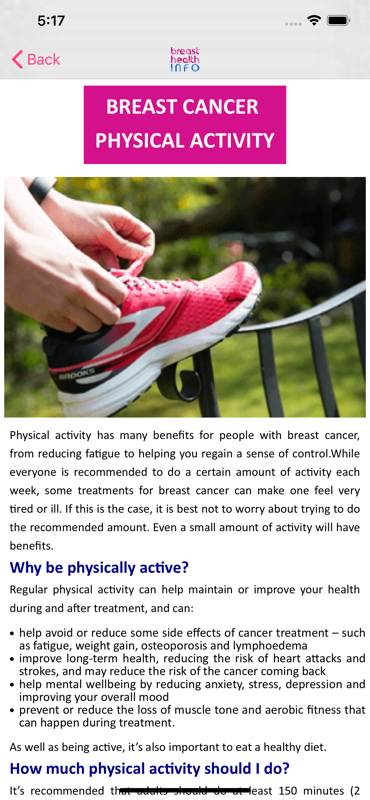 5:17
Back
breast
health
INFO
BREAST CANCER
PHYSICAL ACTIVITY
BROOKS
Physical activity has many benefits for people with breast cancer,
from reducing fatigue to helping you regain a sense of control.While
everyone is recommended to do a certain amount of activity each
week, some treatments for breast cancer can make one feel very
tired or ill. If this is the case, it is best not to worry about trying to do
the recommended amount. Even a small amount of activity will have
benefits.
Why be physically active?
Regular physical activity can help maintain or improve your health
during and after treatment, and can:
• help avoid or reduce some side effects of cancer treatment – such
as fatigue, weight gain, osteoporosis and lymphoedema
• improve long-term health, reducing the risk of heart attacks and
strokes, and may reduce the risk of the cancer coming back
• help mental wellbeing by reducing anxiety, stress, depression and
improving your overall mood
• prevent or reduce the loss of muscle tone and aerobic fitness that
can happen during treatment.
As well as being active, it's also important to eat a healthy diet.
How much physical activity should I do?
It's recommended that adults should do at least 150 minutes (2